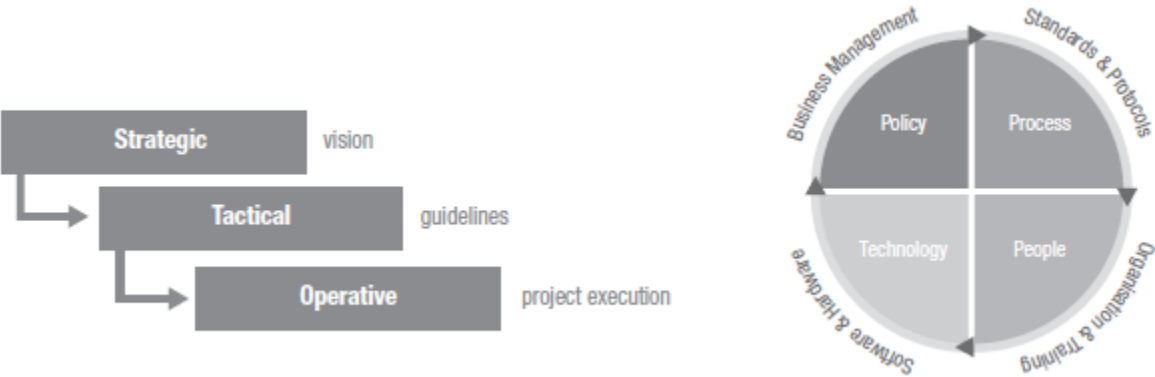 Strategic
vision
Tactical
guidelines
Operative
project execution
Business Management
Standards & Protocols
Policy
Process
Technology
People
Software & Hardware
Organisation & Training